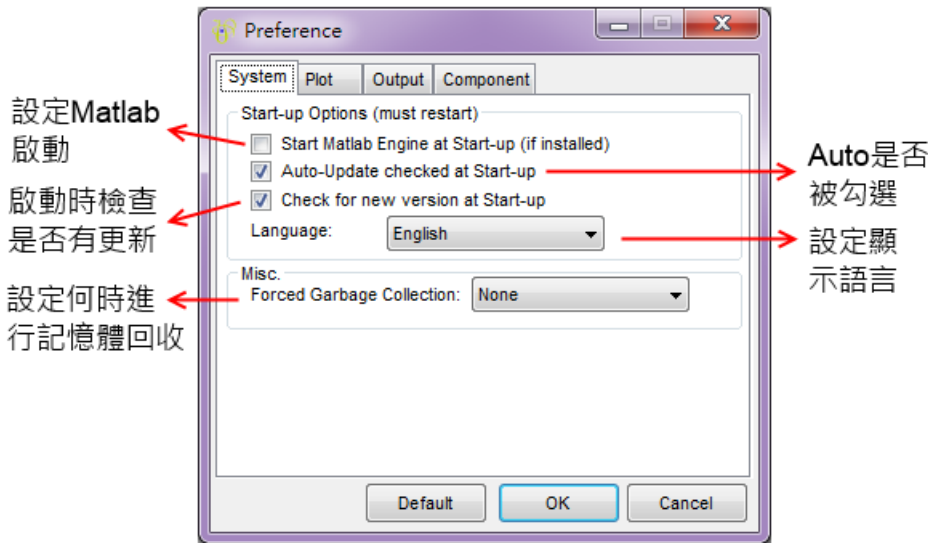 Preference
System Plot Output Component
Start-up Options (must restart)
Start Matlab Engine at Start-up (if installed)
Auto-Update checked at Start-up
Check for new version at Start-up
Language: English
Misc.
Forced Garbage Collection: None
Default OK Cancel
設定Matlab
啟動
啟動時檢查
是否有更新
設定何時進
行記憶體回收
Auto是否
被勾選
設定顯
示語言